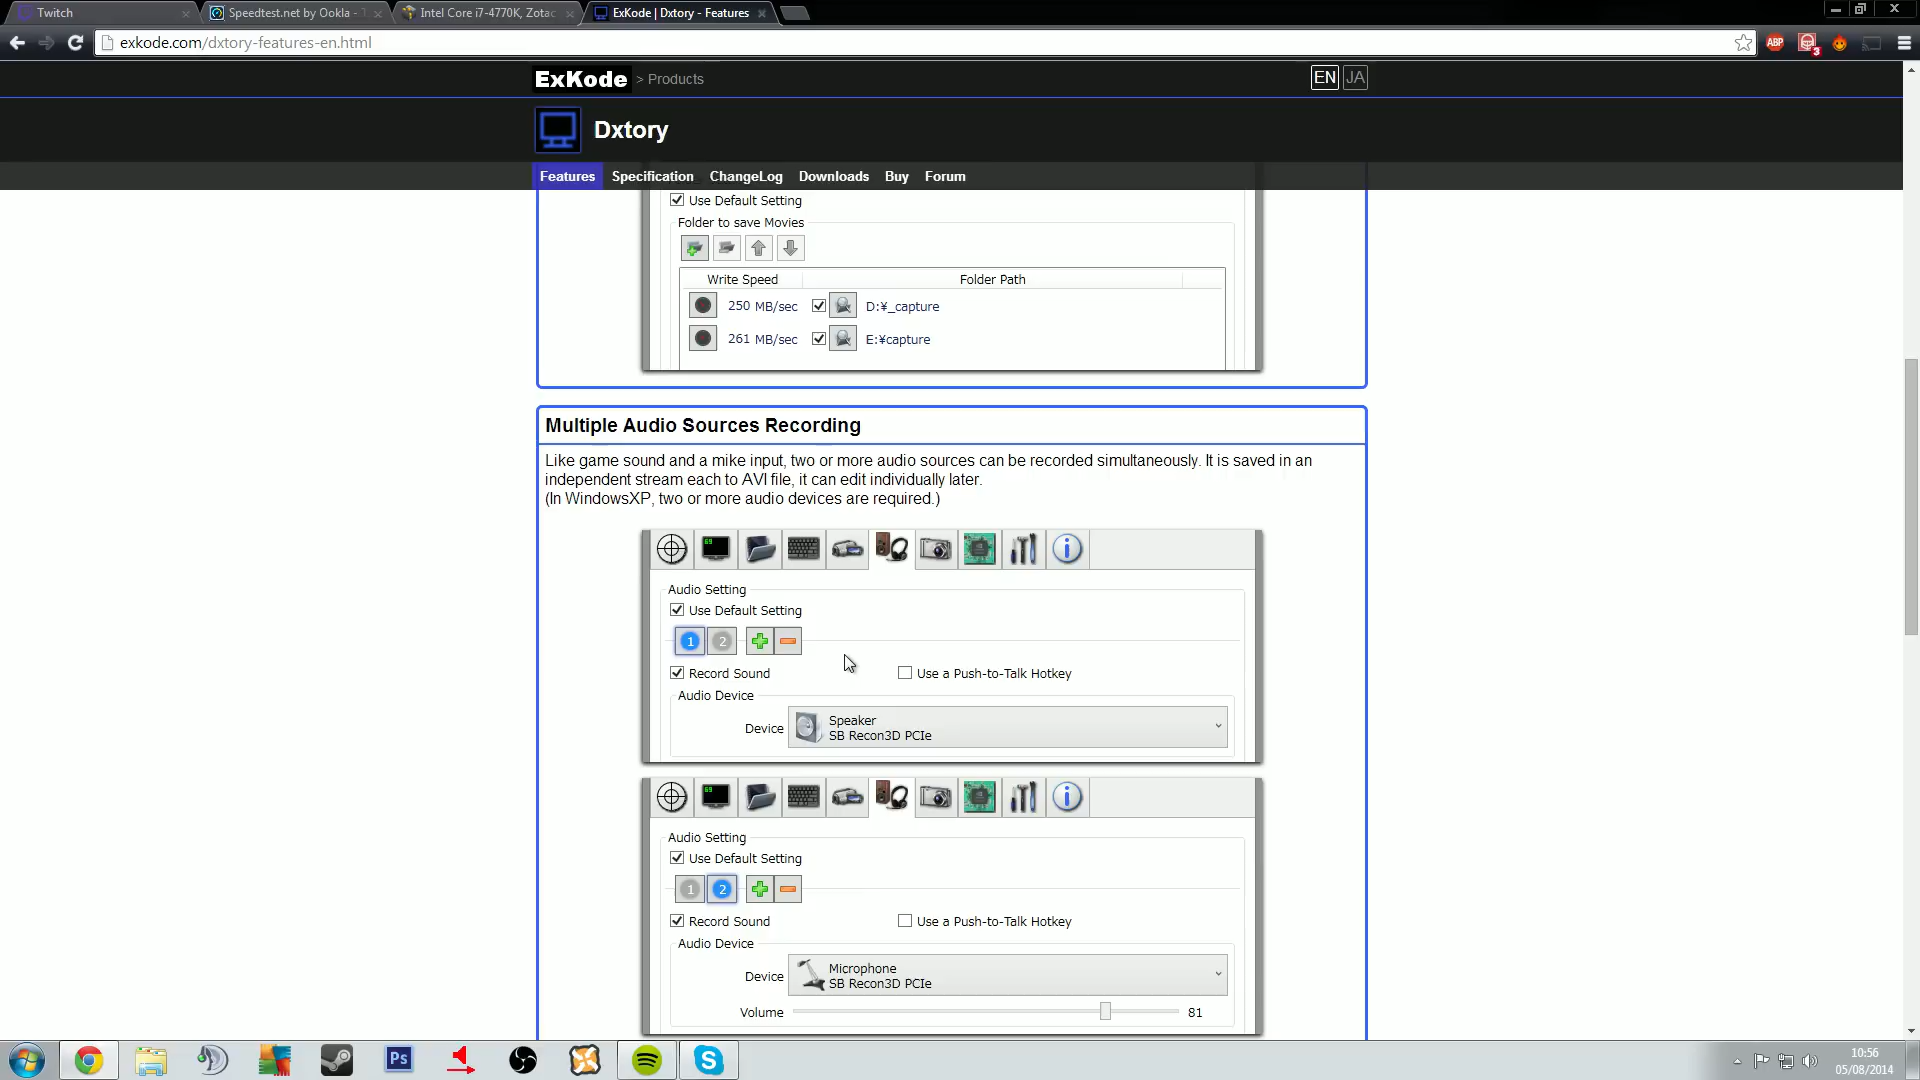 Twitch
Speedtest.net by Ookla - T
Intel Core i7-4770K, Zotac
ExKode | Dxtory - Features
exkode.com/dxtory-features-en.html
ABP
3
ExKode > Products
EN JA
Dxtory
Features Specification ChangeLog Downloads Buy Forum
Use Default Setting
Folder to save Movies
Write Speed Folder Path
250 MB/sec D:¥_capture
261 MB/sec E:¥capture
Multiple Audio Sources Recording
Like game sound and a mike input, two or more audio sources can be recorded simultaneously. It is saved in an
independent stream each to AVI file, it can edit individually later.
(In WindowsXP, two or more audio devices are required.)
69
Audio Setting
Use Default Setting
1 2
Record Sound Use a Push-to-Talk Hotkey
Audio Device
Device Speaker
SB Recon3D PCIe
69
Audio Setting
Use Default Setting
1 2
Record Sound Use a Push-to-Talk Hotkey
Audio Device
Device Microphone
SB Recon3D PCIe
Volume 81
Ps
10:56
05/08/2014